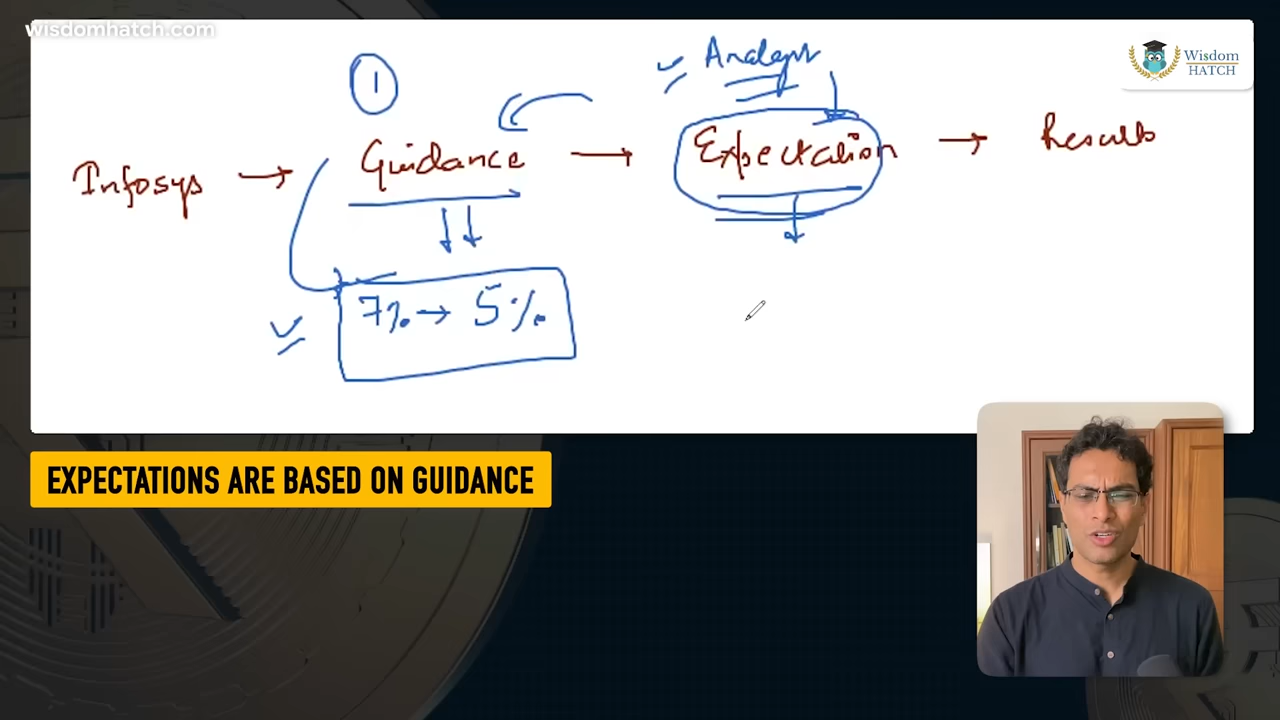 wisdomhatch.com
Wisdom
HATCH
1
Analyst
Infosys → Guidance → Expectation → Results
7% → 5%
EXPECTATIONS ARE BASED ON GUIDANCE